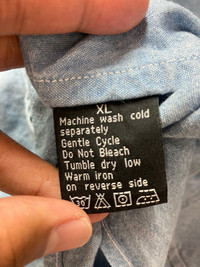 XL
Machine wash cold
separately
Gentle Cycle
Do Not Bleach
Tumble dry low
Warm iron
on reverse side